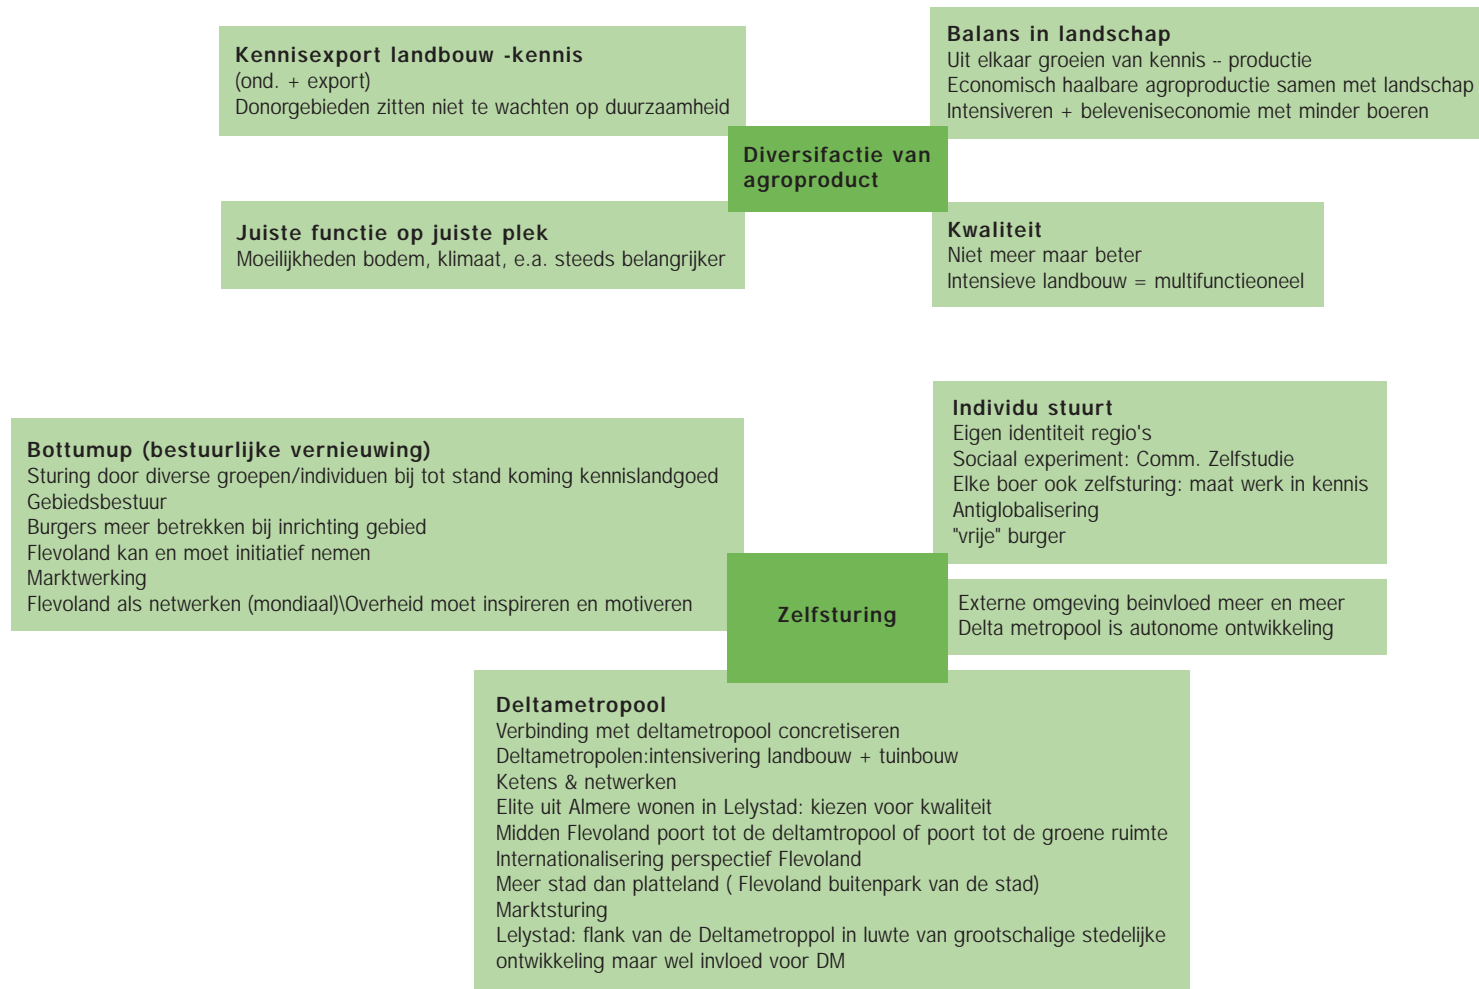 Kennisexport landbouw -kennis
(ond. + export)
Donorgebieden zitten niet te wachten op duurzaamheid
Balans in landschap
Uit elkaar groeien van kennis – productie
Economisch haalbare agroproductie samen met landschap
Intensiveren + beleveniseconomie met minder boeren
Diversifactie van
agroproduct
Juiste functie op juiste plek
Moeilijkheden bodem, klimaat, e.a. steeds belangrijker
Kwaliteit
Niet meer maar beter
Intensieve landbouw = multifunctieoneel
Bottumup (bestuurlijke vernieuwing)
Sturing door diverse groepen/individuen bij tot stand koming kennislandgoed
Gebiedsbestuur
Burgers meer betrekken bij inrichting gebied
Flevoland kan en moet initiatief nemen
Marktwerking
Flevoland als netwerken (mondiaal)\Overheid moet inspireren en motiveren
Individu stuurt
Eigen identiteit regio's
Sociaal experiment: Comm. Zelfstudie
Elke boer ook zelfsturing: maat werk in kennis
Antiglobalisering
"vrije" burger
Zelfsturing
Externe omgeving beinvloed meer en meer
Delta metropool is autonome ontwikkeling
Deltametropool
Verbinding met deltametropool concretiseren
Deltametropolen:intensivering landbouw + tuinbouw
Ketens & netwerken
Elite uit Almere wonen in Lelystad: kiezen voor kwaliteit
Midden Flevoland poort tot de deltamtropool of poort tot de groene ruimte
Internationalisering perspectief Flevoland
Meer stad dan platteland ( Flevoland buitenpark van de stad)
Marktsturing
Lelystad: flank van de Deltametroppol in luwte van grootschalige stedelijke
ontwikkeling maar wel invloed voor DM